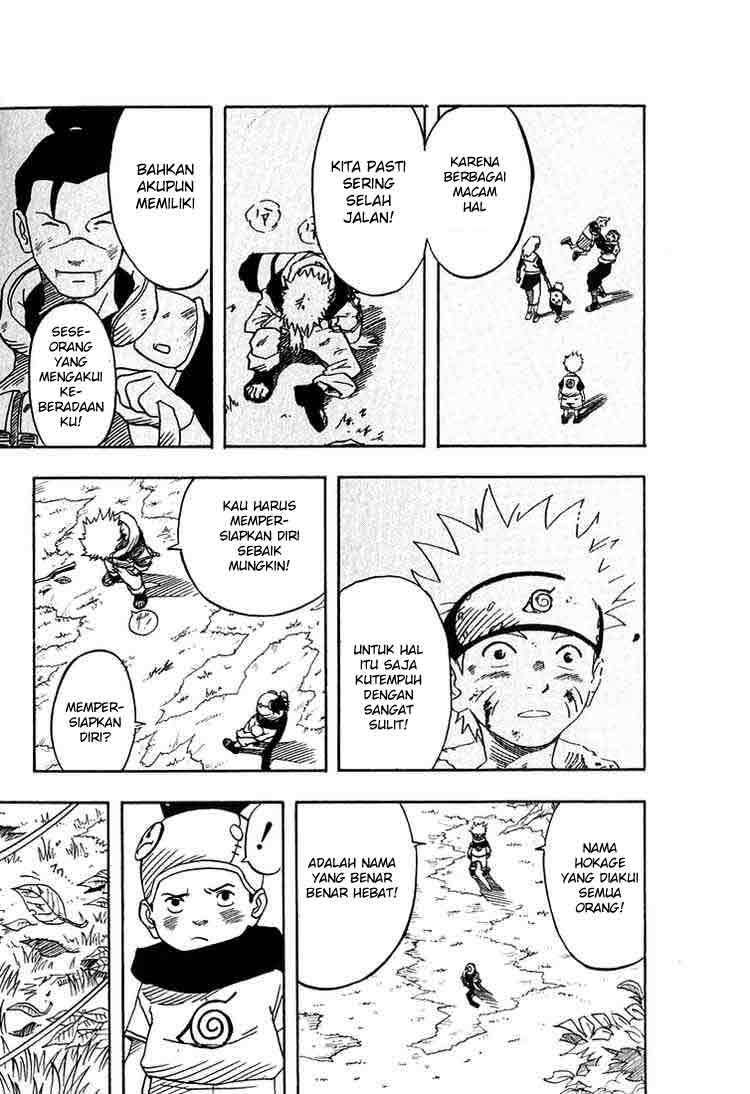 KARENA
BERBAGAI
MACAM
HAL
KITA PASTI
SERING
SELAH
JALAN!
BAHKAN
AKUPUN
MEMILIKI
SESE-
ORANG
YANG
MENGAKUI
KE-
BERADAAN
KU!
UNTUK HAL
ITU SAJA
KUTEMPUH
DENGAN
SANGAT
SULIT!
KAU HARUS
MEMPER-
SIAPKAN DIRI
SEBAIK
MUNGKIN!
MEMPER-
SIAPKAN
DIRI?
NAMA
HOKAGE
YANG DIAKUI
SEMUA
ORANG!
ADALAH NAMA
YANG BENAR
BENAR HEBAT!
!